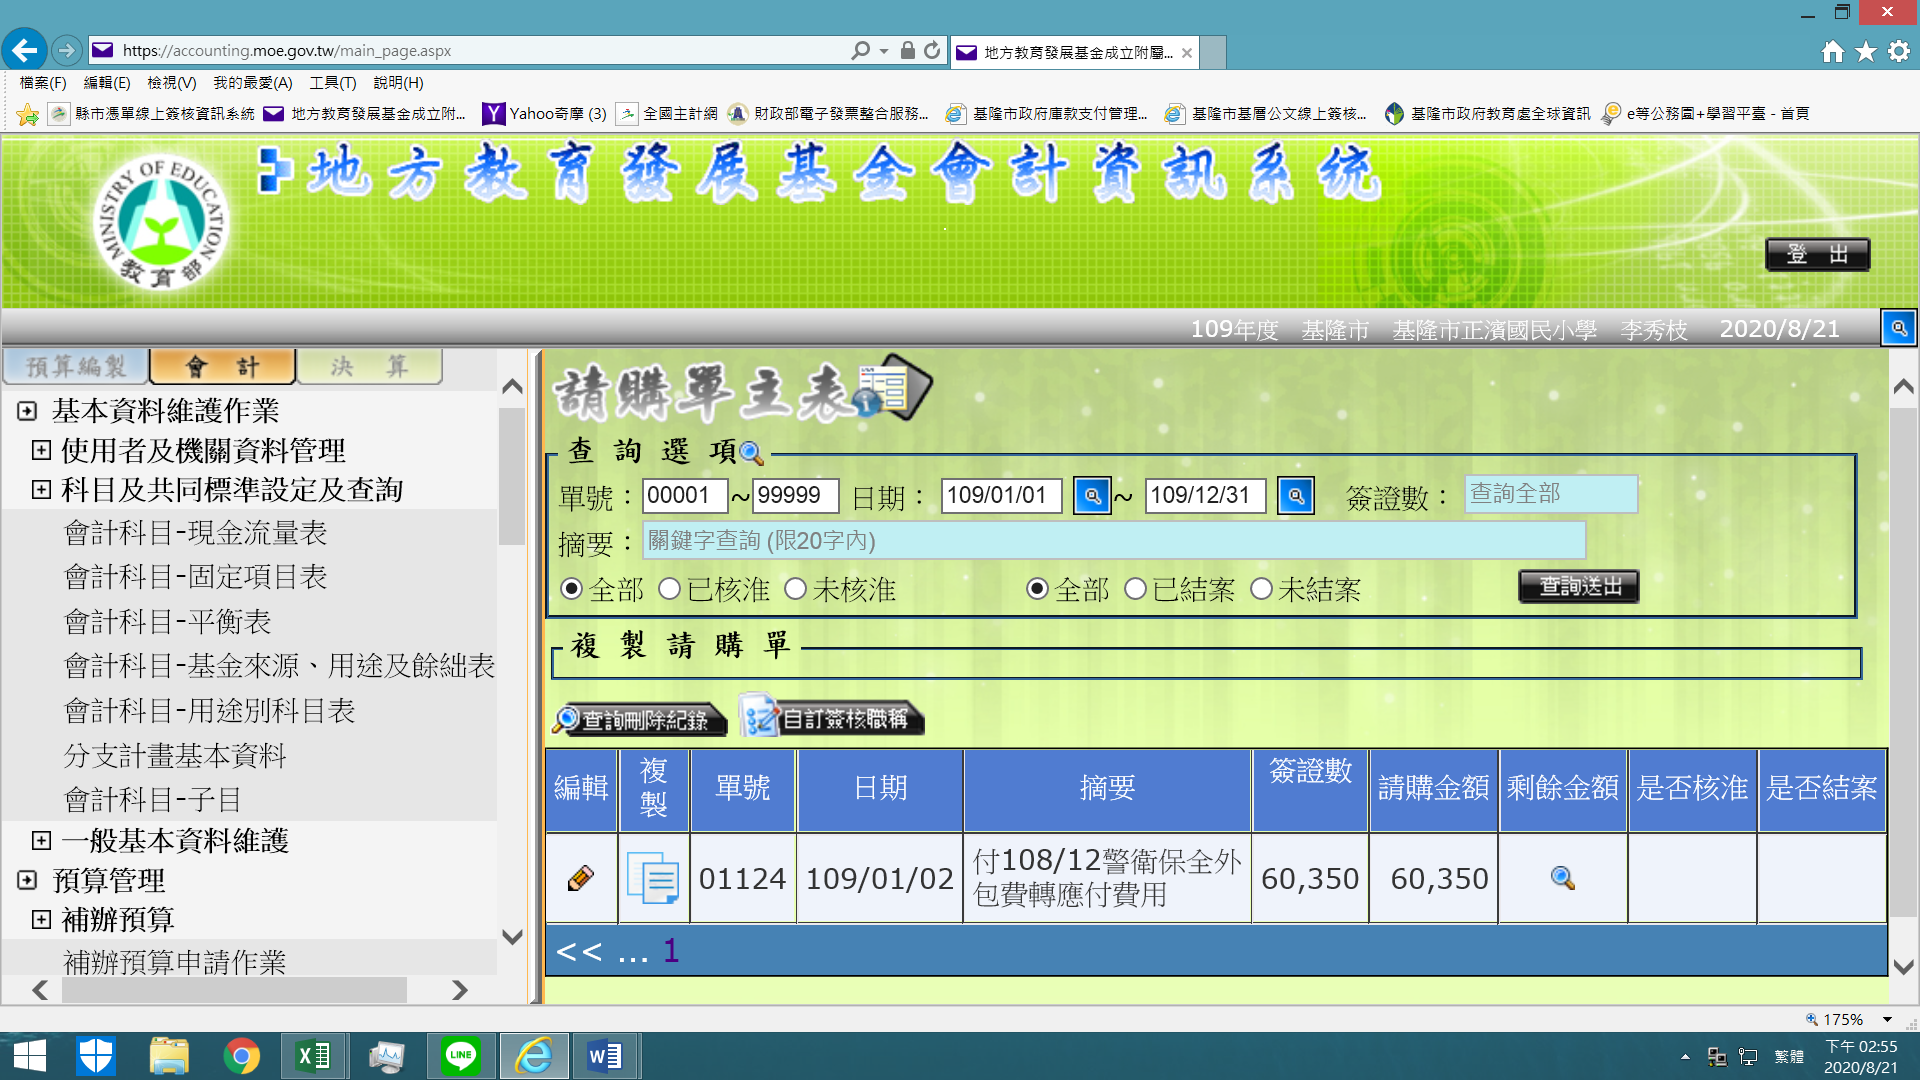 https://accounting.moe.gov.tw/main_page.aspx
地方教育發展基金成立附屬...
檔案(F) 編輯(E) 檢視(V) 我的最愛(A) 工具(T) 說明(H)
縣市憑單線上簽核資訊系統 地方教育發展基金成立附... Yahoo奇摩 (3) 全國主計網 財政部電子發票整合服務... 基隆市政府庫款支付管理... 基隆市基層公文線上簽核... 基隆市政府教育處全球資訊 e等公務園+學習平臺 - 首頁
MINISTRY OF EDUCATION
教育部
地方教育發展基金會計資訊系統
登 出
109年度 基隆市 基隆市正濱國民小學 李秀枝 2020/8/21
預算編製 會 計 決 算
基本資料維護作業
使用者及機關資料管理
科目及共同標準設定及查詢
會計科目-現金流量表
會計科目-固定項目表
會計科目-平衡表
會計科目-基金來源、用途及餘絀表
會計科目-用途別科目表
分支計畫基本資料
會計科目-子目
一般基本資料維護
預算管理
補辦預算
補辦預算申請作業
請購單主表
查 詢 選 項
單號：00001 ~ 99999 日期： 109/01/01 ~ 109/12/31 簽證數： 查詢全部
摘要：關鍵字查詢 (限20字內)
全部 已核准 未核准 全部 已結案 未結案 查詢送出
複 製 請 購 單
查詢刪除紀錄 自訂簽核職稱
編輯 複製 單號 日期 摘要 簽證數 請購金額 剩餘金額 是否核准 是否結案
01124 109/01/02 付108/12警衛保全外包費轉應付費用 60,350 60,350
<< ... 1
175%
繁體
下午 02:55
2020/8/21